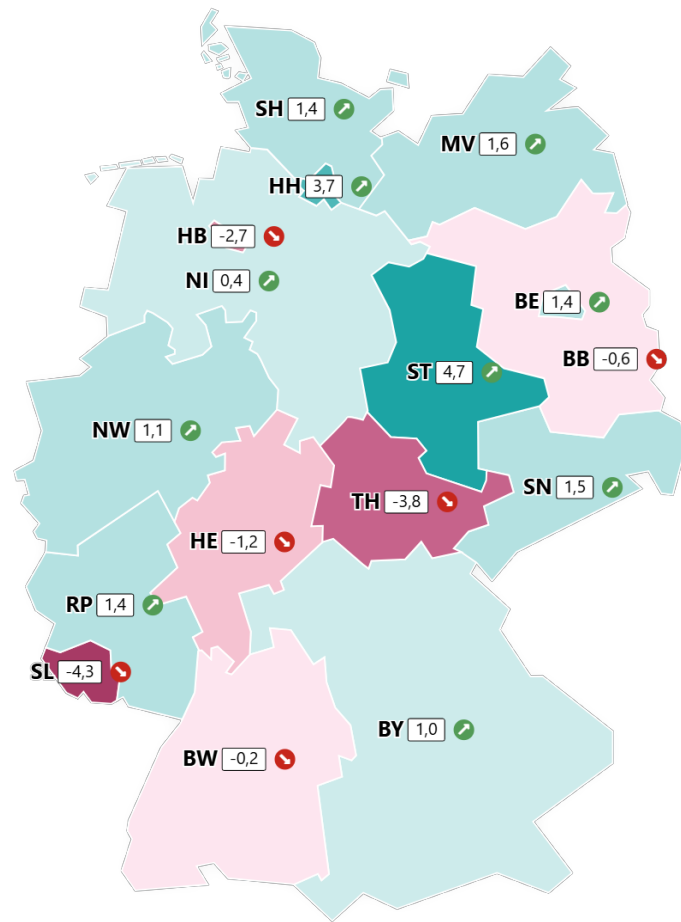 SH 1,4
MV 1,6
HH 3,7
HB -2,7
NI 0,4
BE 1,4
BB -0,6
ST 4,7
NW 1,1
SN 1,5
TH -3,8
HE -1,2
RP 1,4
SL -4,3
BY 1,0
BW -0,2